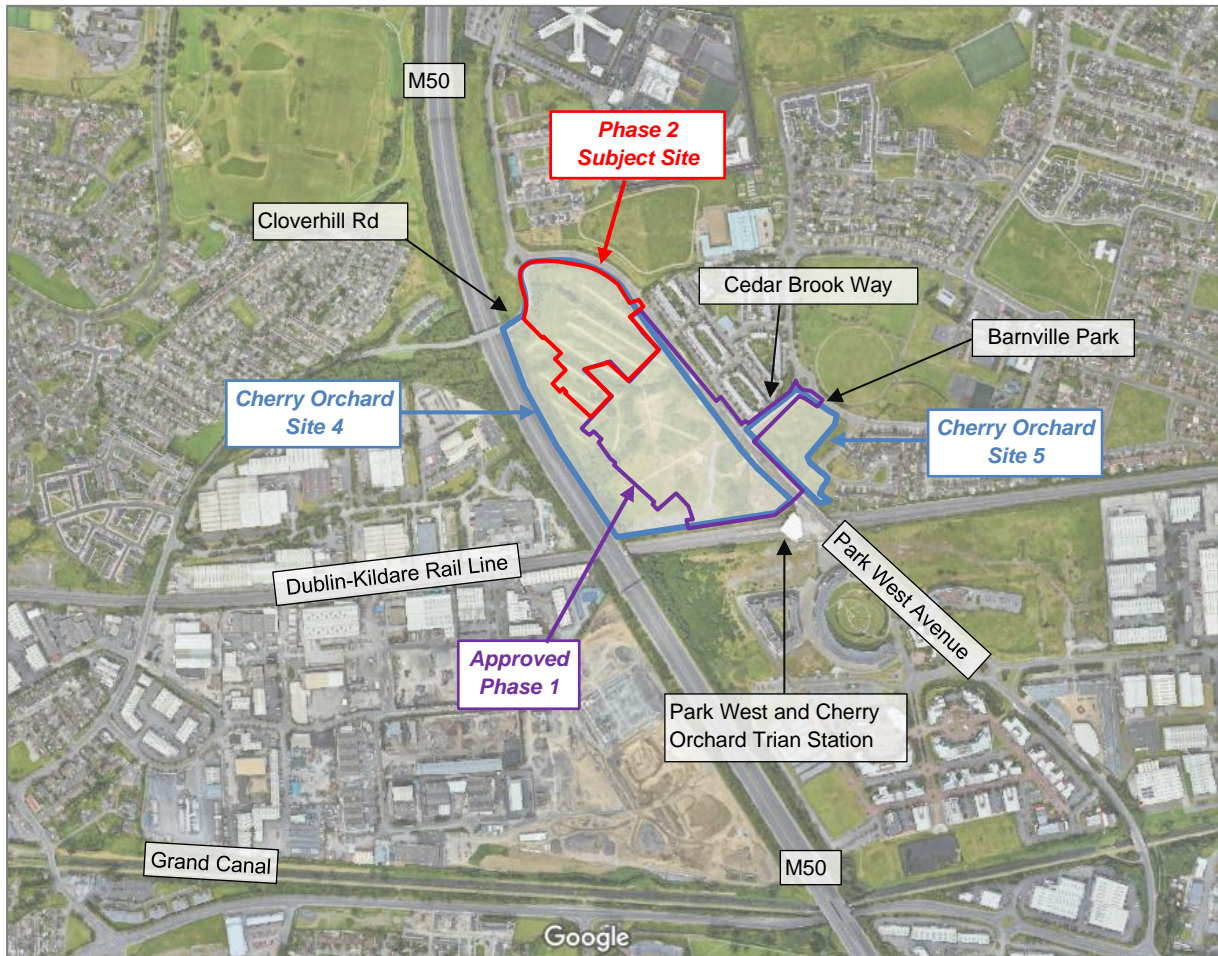 M50
Phase 2
Subject Site
Cloverhill Rd
Cedar Brook Way
Barnville Park
Cherry Orchard
Site 4
Cherry Orchard
Site 5
Dublin-Kildare Rail Line
Park West Avenue
Approved
Phase 1
Park West and Cherry
Orchard Trian Station
Grand Canal
M50
Google